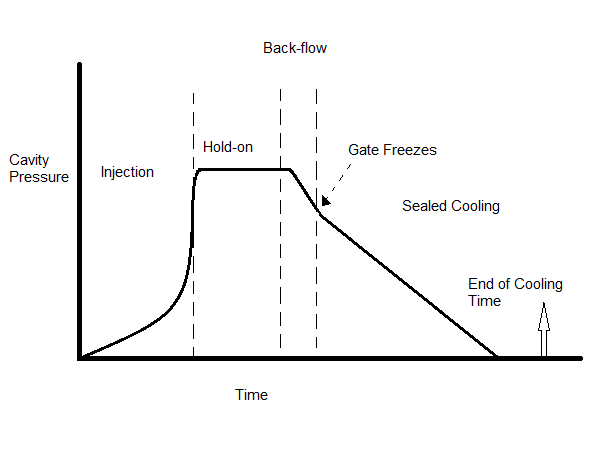 Back-flow
Hold-on
Gate Freezes
Cavity
Pressure
Injection
Sealed Cooling
End of Cooling
Time
Time